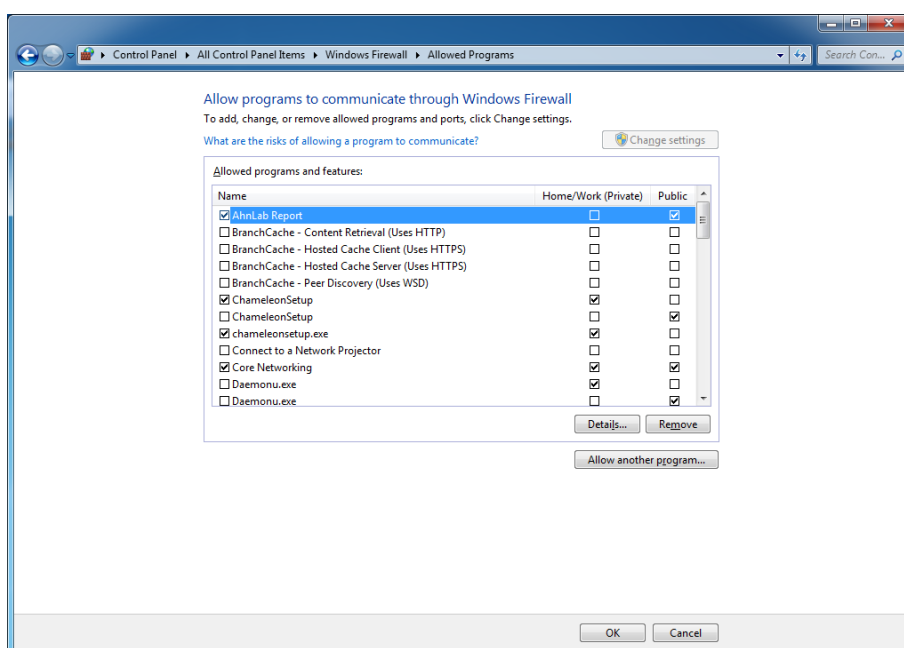 Control Panel ▸ All Control Panel Items ▸ Windows Firewall ▸ Allowed Programs
Search Con...
Allow programs to communicate through Windows Firewall
To add, change, or remove allowed programs and ports, click Change settings.
What are the risks of allowing a program to communicate?
Change settings
Allowed programs and features:
Name Home/Work (Private) Public
AhnLab Report
BranchCache - Content Retrieval (Uses HTTP)
BranchCache - Hosted Cache Client (Uses HTTPS)
BranchCache - Hosted Cache Server (Uses HTTPS)
BranchCache - Peer Discovery (Uses WSD)
ChameleonSetup
ChameleonSetup
chameleonsetup.exe
Connect to a Network Projector
Core Networking
Daemonu.exe
Daemonu.exe
Details... Remove
Allow another program...
OK Cancel